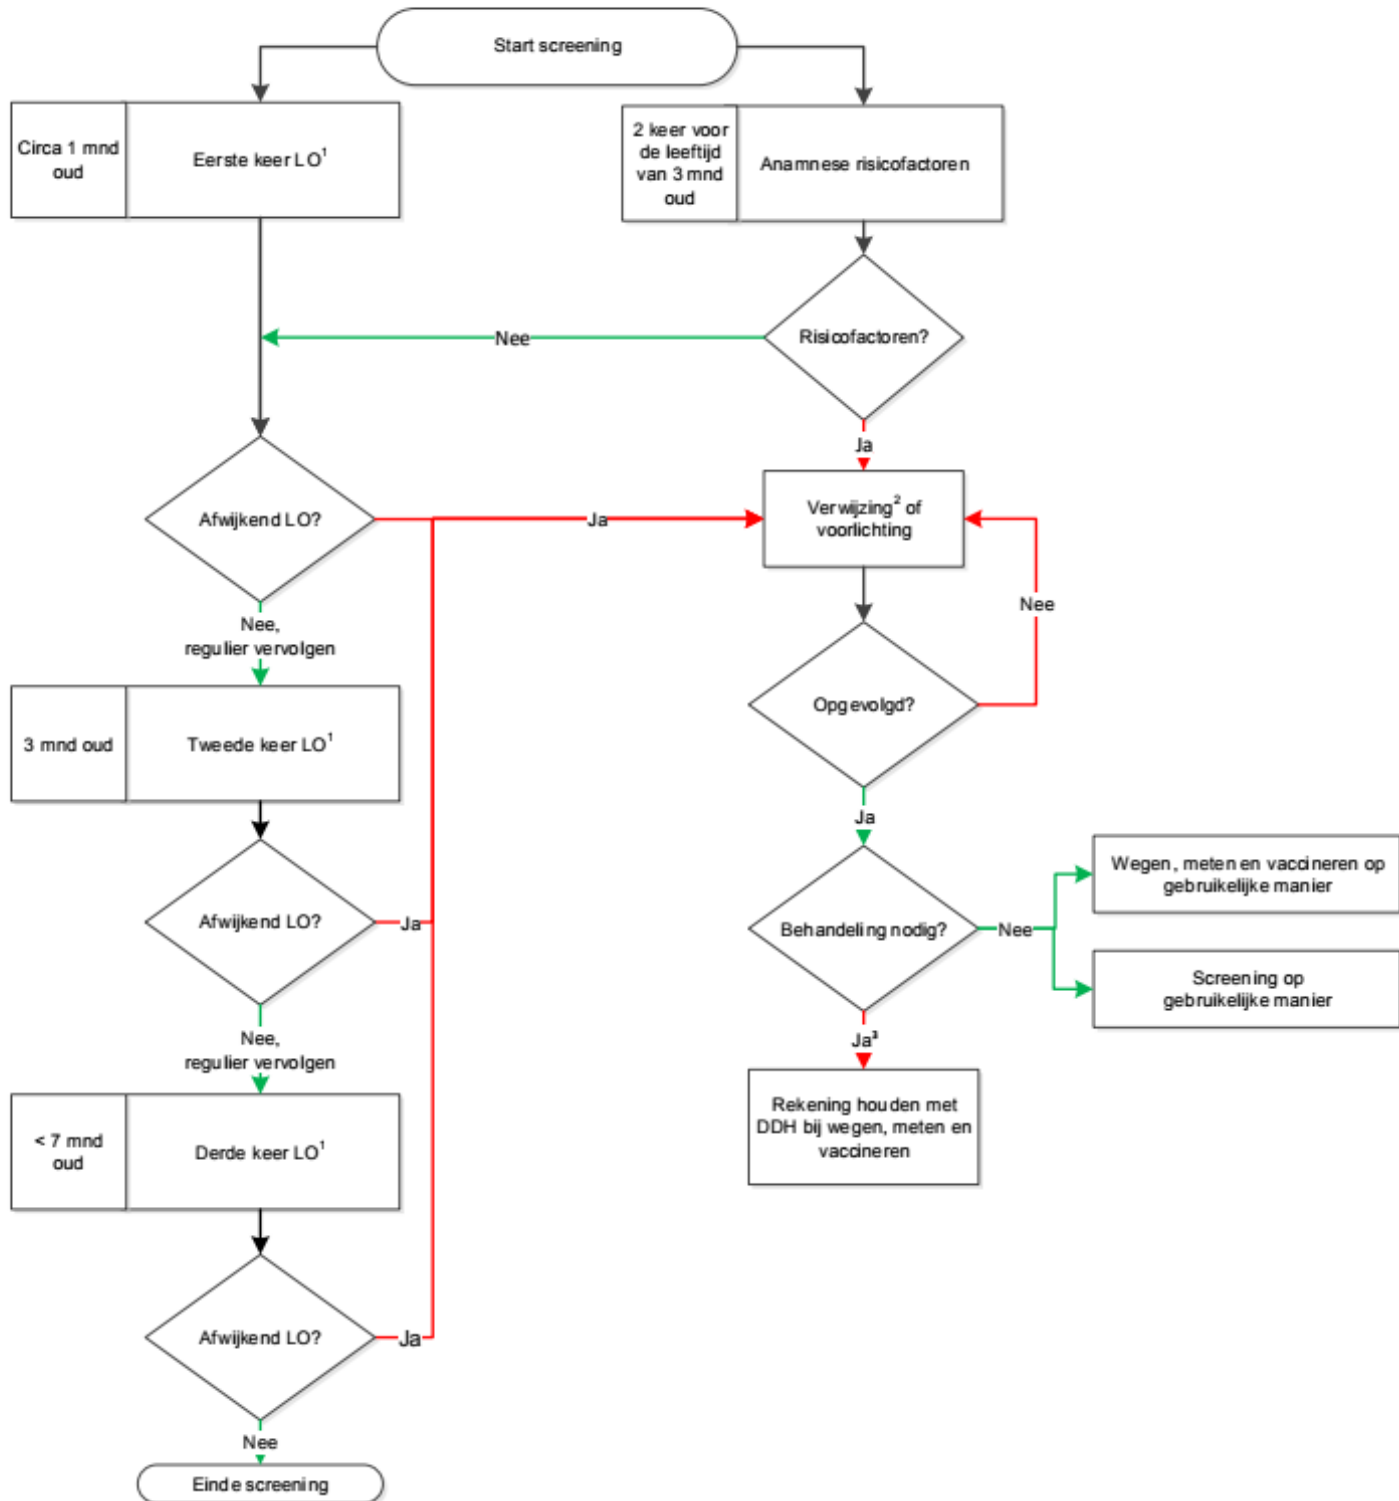 Start screening
Circa 1 mnd
oud
Eerste keer LO¹
2 keer voor
de leeftijd
van 3 mnd
oud
Anamnese risicofactoren
Risicofactoren?
Nee
Ja
Afwijkend LO?
Ja
Verwijzing² of
voorlichting
Nee
Nee,
regulier vervolgen
3 mnd oud
Tweede keer LO¹
Opgevolgd?
Ja
Afwijkend LO?
Ja
Behandeling nodig?
Nee
Wegen, meten en vaccineren op
gebruikelijke manier
Screening op
gebruikelijke manier
Nee,
regulier vervolgen
Ja³
< 7 mnd
oud
Derde keer LO¹
Rekening houden met
DDH bij wegen, meten en
vaccineren
Afwijkend LO?
Ja
Nee
Einde screening